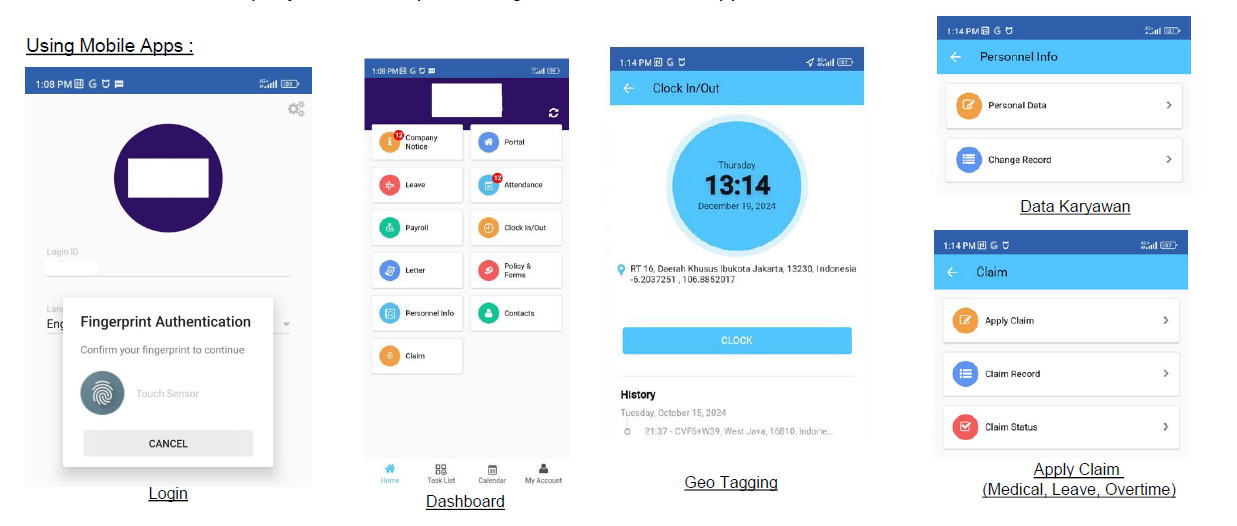 Using Mobile Apps :
1:08 PM
Login ID
Eng
Fingerprint Authentication
Confirm your fingerprint to continue
Touch Sensor
CANCEL
Login
1:08 PM
12
Company
Notice
Portal
Leave
12
Attendance
Payroll
Clock In/Out
Letter
Policy &
Forms
Personnel Info
Contacts
Claim
Home
Task List
Calendar
My Account
Dashboard
1:14 PM
Clock In/Out
Thursday
13:14
December 19, 2024
RT 16, Daerah Khusus Ibukota Jakarta, 13230, Indonesia
-6.2037251 , 106.8852017
CLOCK
History
Tuesday, October 15, 2024
21:37 - CVF6+W39, West Java, 16810, Indone...
Geo Tagging
1:14 PM
Personnel Info
Personal Data
Change Record
Data Karyawan
1:14 PM
Claim
Apply Claim
Claim Record
Claim Status
Apply Claim
(Medical, Leave, Overtime)